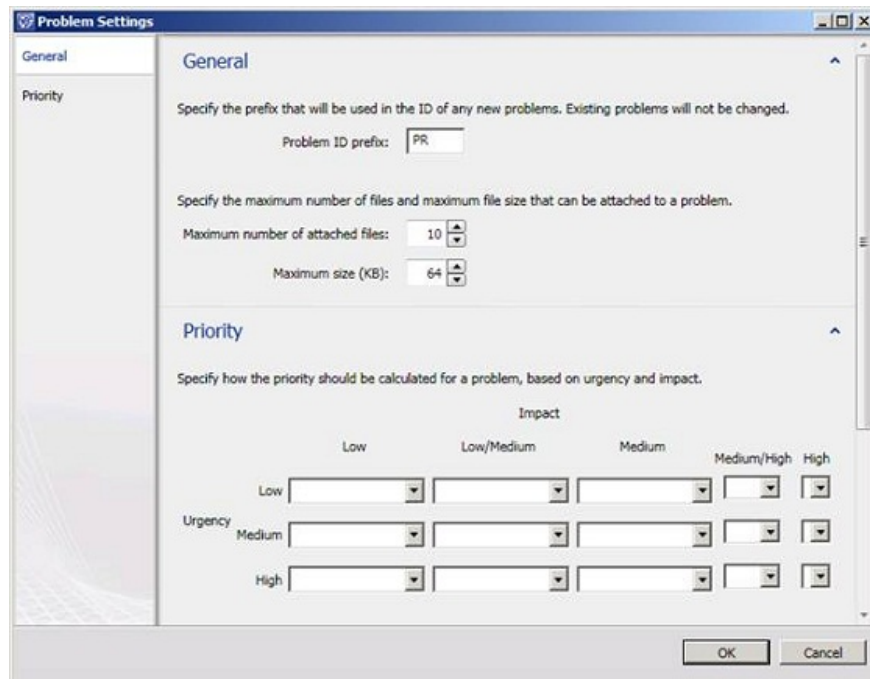 Problem Settings
General
Priority
General
Specify the prefix that will be used in the ID of any new problems. Existing problems will not be changed.
Problem ID prefix: PR
Specify the maximum number of files and maximum file size that can be attached to a problem.
Maximum number of attached files: 10
Maximum size (KB): 64
Priority
Specify how the priority should be calculated for a problem, based on urgency and impact.
Impact
Low Low/Medium Medium Medium/High High
Low
Urgency
Medium
High
OK Cancel